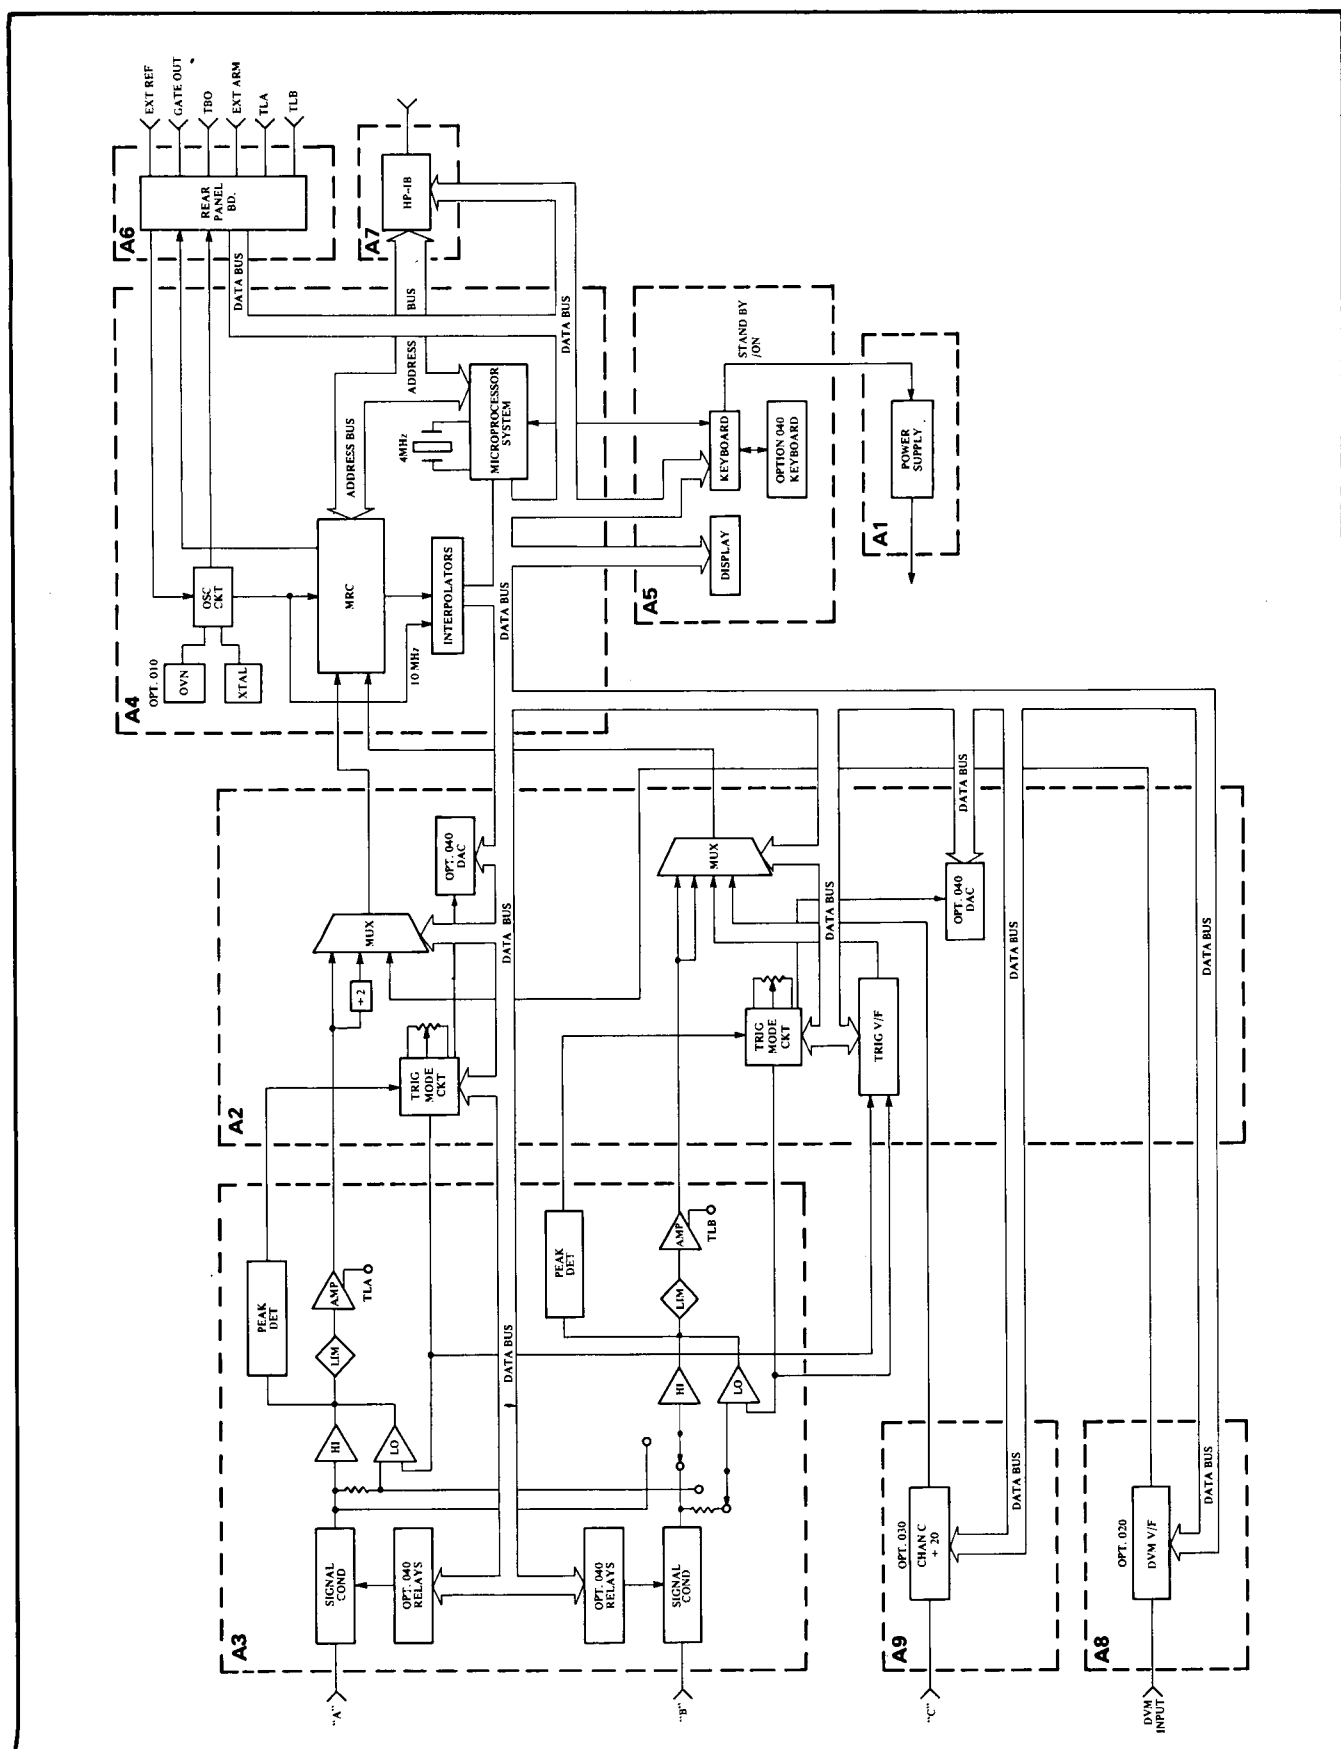 A6
REAR
PANEL
BD.
EXT REF
GATE OUT
TBO
EXT ARM
TLA
TLB
A7
HP-IB
DATA BUS
ADDRESS
BUS
A4
OPT. 010
OVN
XTAL
OSC
CKT
MRC
10 MHz
INTERPOLATORS
ADDRESS BUS
4MHz
MICROPROCESSOR
SYSTEM
DATA BUS
DATA BUS
A5
DISPLAY
KEYBOARD
OPTION 040
KEYBOARD
STAND BY
/ON
A1
POWER
SUPPLY
A2
MUX
+ 2
TRIG
MODE
CKT
OPT. 040
DAC
DATA BUS
MUX
TRIG
MODE
CKT
TRIG V/F
DATA BUS
OPT. 040
DAC
DATA BUS
DATA BUS
DATA BUS
A3
"A"
SIGNAL
COND
OPT. 040
RELAYS
HI
LO
LIM
AMP
TLA
PEAK
DET
DATA BUS
"B"
SIGNAL
COND
OPT. 040
RELAYS
HI
LO
LIM
AMP
TLB
PEAK
DET
A9
"C"
OPT. 030
CHAN C
+ 20
DATA BUS
A8
DVM
INPUT
OPT. 020
DVM V/F
DATA BUS